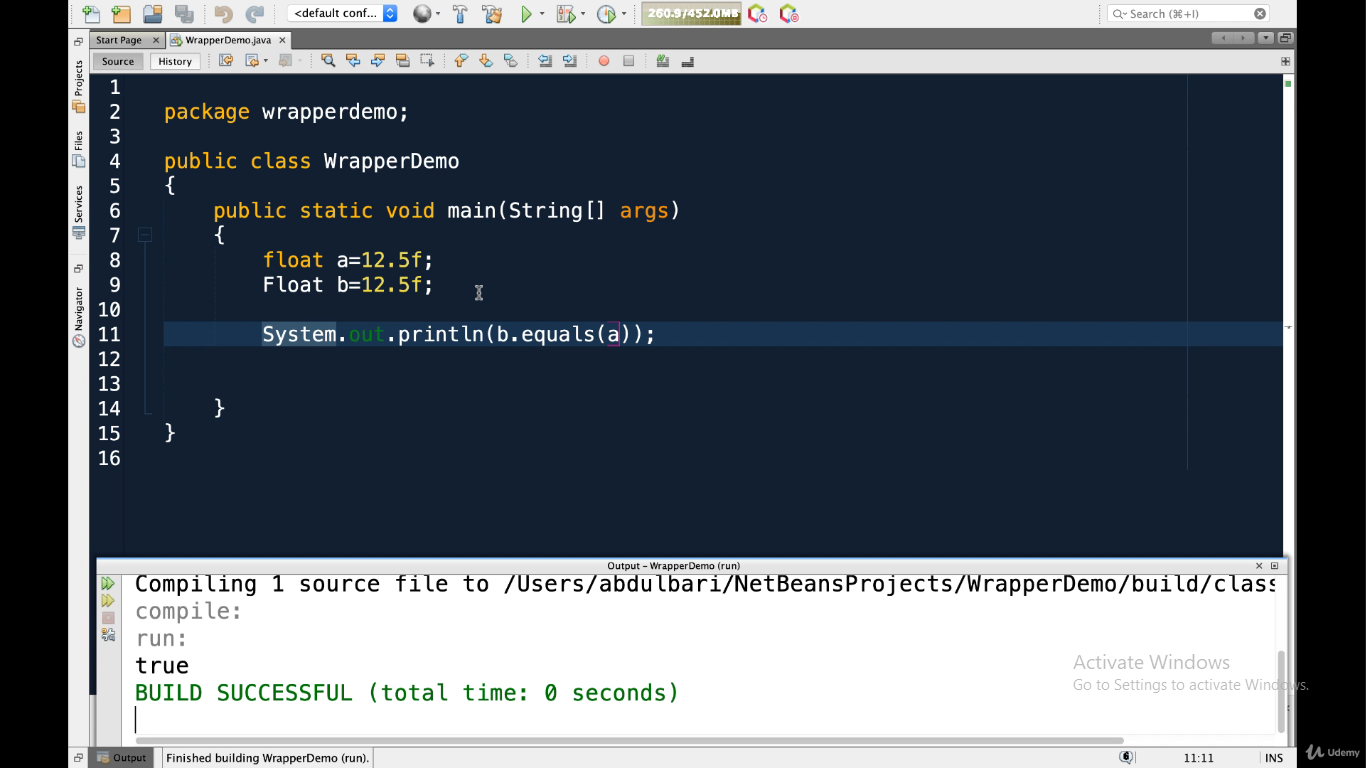 <default conf...
260.9/452.0MB
Search (⌘+I)
Start Page
WrapperDemo.java
Source
History
Projects
Files
Services
Navigator
1
2 package wrapperdemo;
3
4 public class WrapperDemo
5 {
6 public static void main(String[] args)
7 {
8 float a=12.5f;
9 Float b=12.5f;
10
11 System.out.println(b.equals(a));
12
13
14 }
15 }
16
Output - WrapperDemo (run)
Compiling 1 source file to /Users/abdulbari/NetBeansProjects/WrapperDemo/build/class
compile:
run:
true
BUILD SUCCESSFUL (total time: 0 seconds)
Activate Windows
Go to Settings to activate Windows.
Output
Finished building WrapperDemo (run).
6
11:11
INS
Udemy